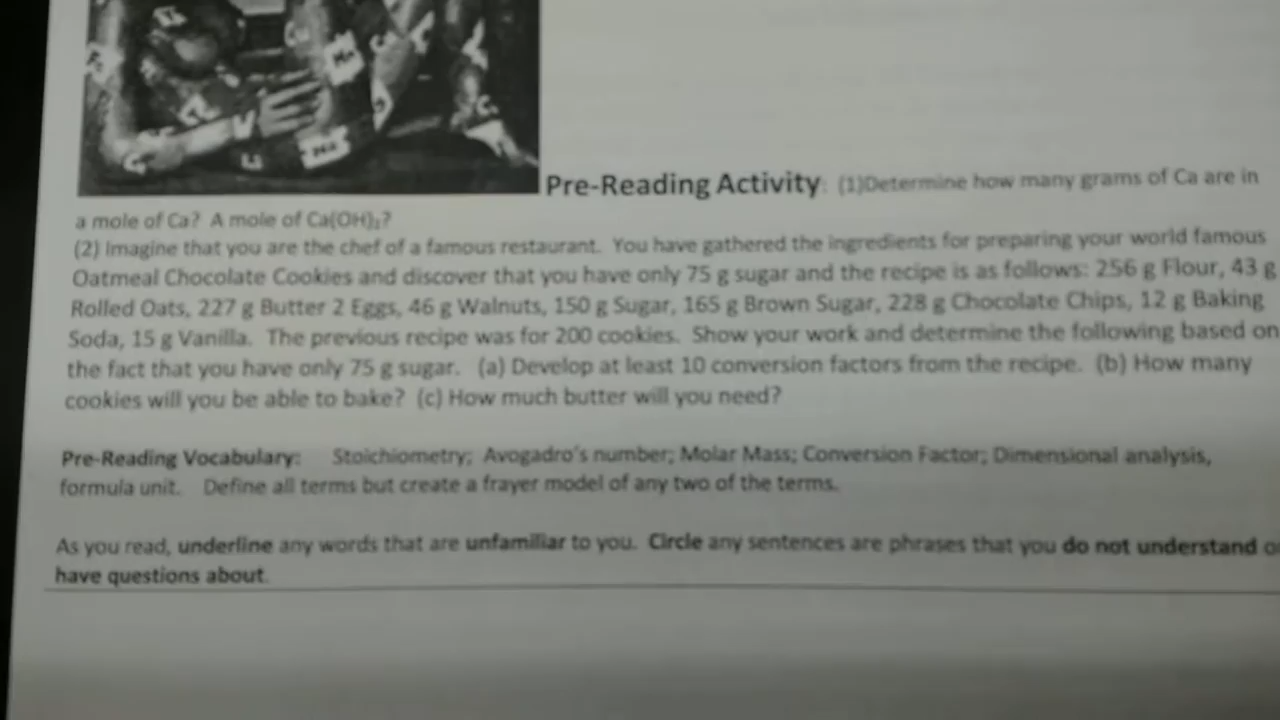 Pre-Reading Activity: (1)Determine how many grams of Ca are in
a mole of Ca? A mole of Ca(OH)₂?
(2) Imagine that you are the chef of a famous restaurant. You have gathered the ingredients for preparing your world famous
Oatmeal Chocolate Cookies and discover that you have only 75 g sugar and the recipe is as follows: 256 g Flour, 43 g
Rolled Oats, 227 g Butter 2 Eggs, 46 g Walnuts, 150 g Sugar, 165 g Brown Sugar, 228 g Chocolate Chips, 12 g Baking
Soda, 15 g Vanilla. The previous recipe was for 200 cookies. Show your work and determine the following based on
the fact that you have only 75 g sugar. (a) Develop at least 10 conversion factors from the recipe. (b) How many
cookies will you be able to bake? (c) How much butter will you need?
Pre-Reading Vocabulary: Stoichiometry; Avogadro's number; Molar Mass; Conversion Factor; Dimensional analysis,
formula unit. Define all terms but create a frayer model of any two of the terms.
As you read, underline any words that are unfamiliar to you. Circle any sentences are phrases that you do not understand
have questions about.